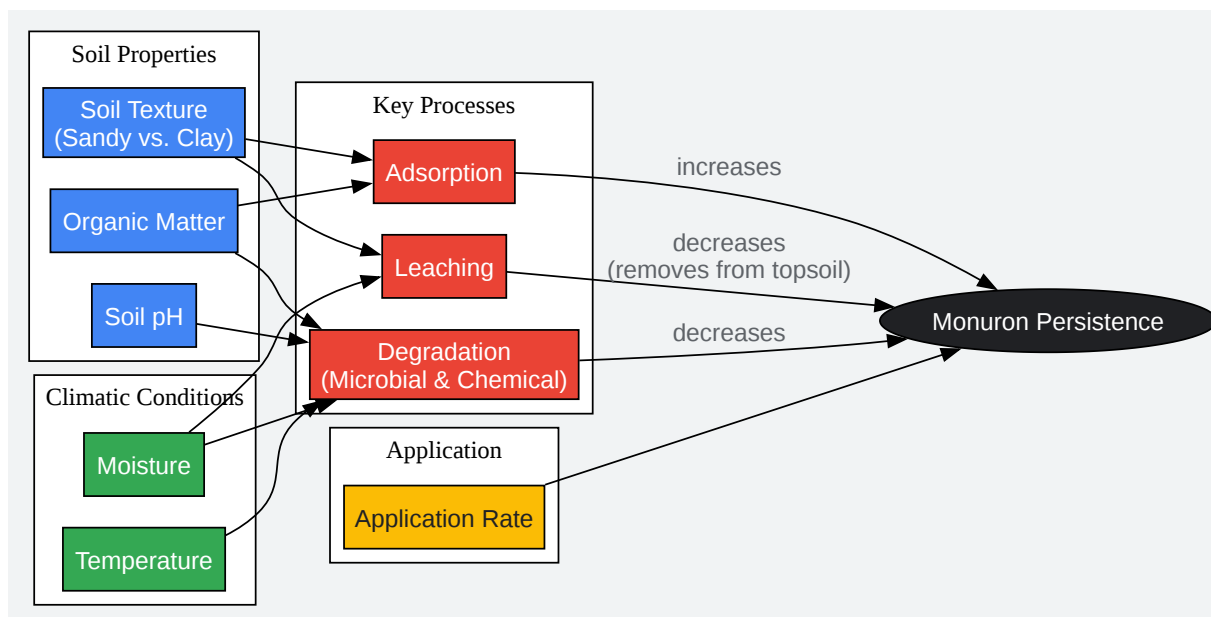 Soil Properties
Soil Texture
(Sandy vs. Clay)
Organic Matter
Soil pH
Climatic Conditions
Moisture
Temperature
Key Processes
Adsorption
Leaching
Degradation
(Microbial & Chemical)
Application
Application Rate
increases
decreases
(removes from topsoil)
decreases
Monuron Persistence